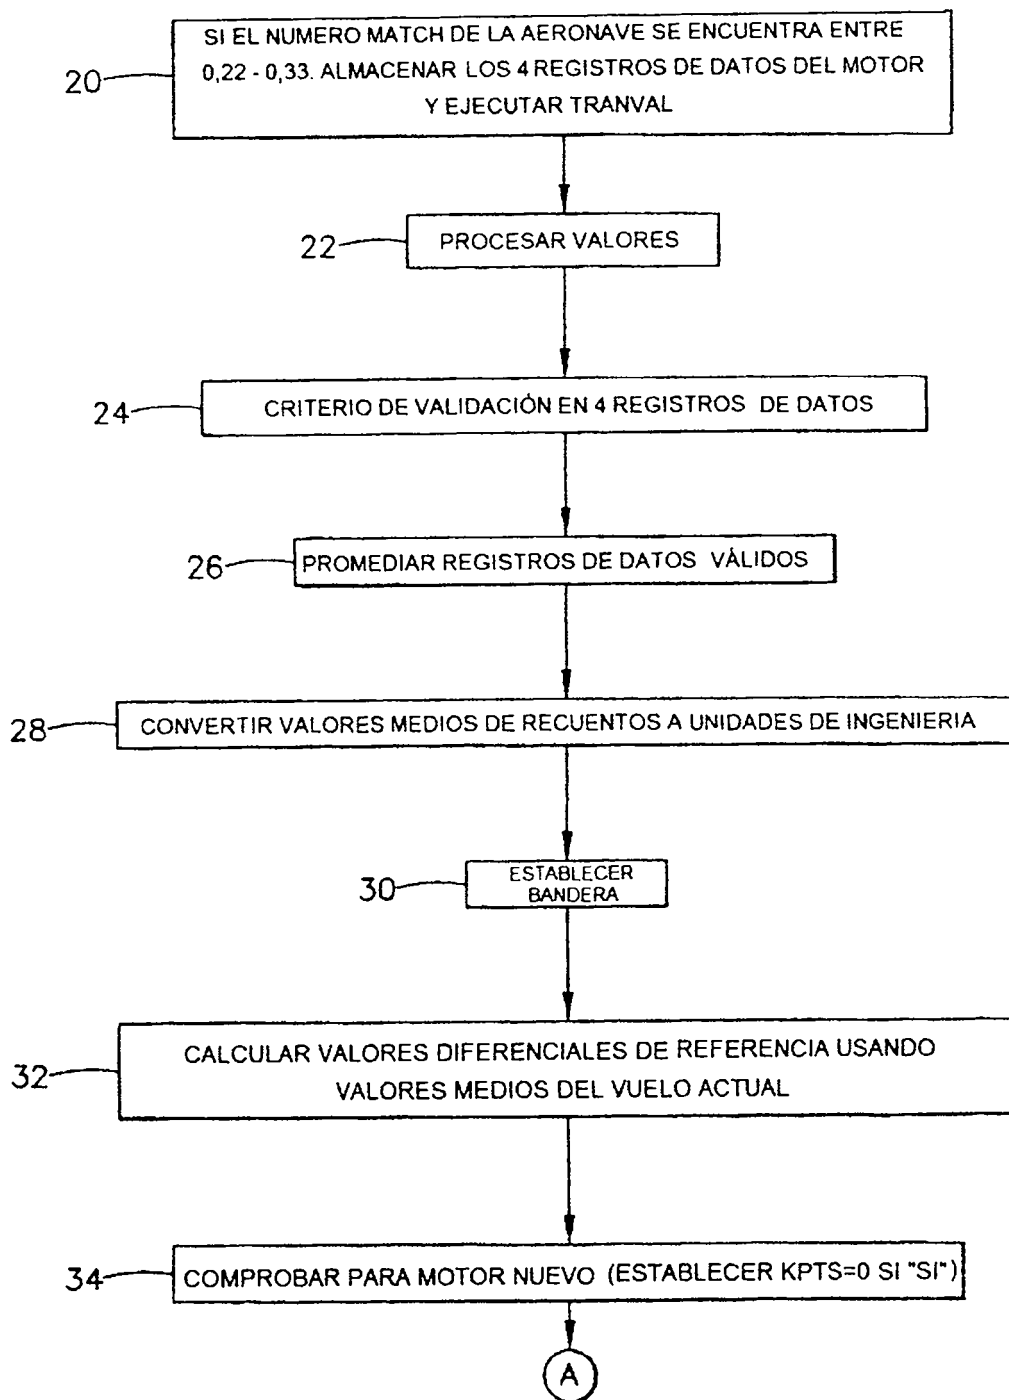 SI EL NUMERO MATCH DE LA AERONAVE SE ENCUENTRA ENTRE
0,22 - 0,33. ALMACENAR LOS 4 REGISTROS DE DATOS DEL MOTOR
Y EJECUTAR TRANVAL
20
PROCESAR VALORES
22
CRITERIO DE VALIDACIÓN EN 4 REGISTROS DE DATOS
24
PROMEDIAR REGISTROS DE DATOS VÁLIDOS
26
CONVERTIR VALORES MEDIOS DE RECUENTOS A UNIDADES DE INGENIERIA
28
ESTABLECER
BANDERA
30
CALCULAR VALORES DIFERENCIALES DE REFERENCIA USANDO
VALORES MEDIOS DEL VUELO ACTUAL
32
COMPROBAR PARA MOTOR NUEVO (ESTABLECER KPTS=0 SI "SI")
34
A